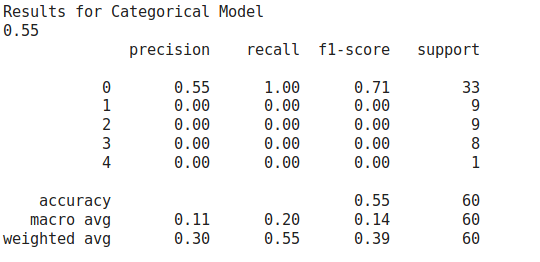 Results for Categorical Model
0.55
precision recall f1-score support
0 0.55 1.00 0.71 33
1 0.00 0.00 0.00 9
2 0.00 0.00 0.00 9
3 0.00 0.00 0.00 8
4 0.00 0.00 0.00 1
accuracy 0.55 60
macro avg 0.11 0.20 0.14 60
weighted avg 0.30 0.55 0.39 60